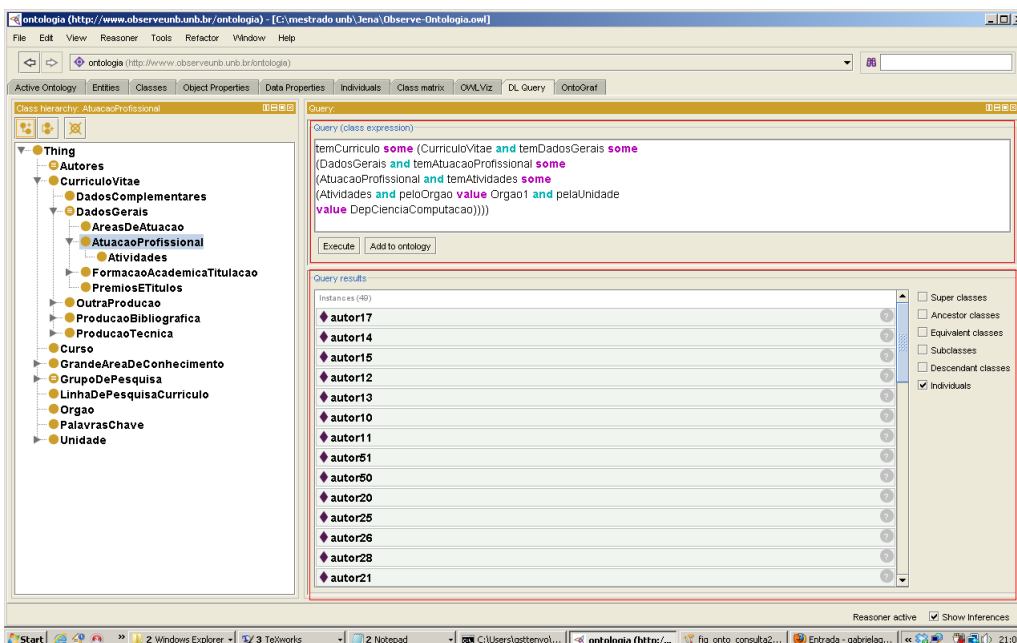 ontologia (http://www.observeunb.unb.br/ontologia) - [C:\mestrado unb\Jena\Observe-Ontologia.owl]
File Edit View Reasoner Tools Refactor Window Help
ontologia (http://www.observeunb.unb.br/ontologia)
Active Ontology Entities Classes Object Properties Data Properties Individuals Class matrix OWLViz DL Query OntoGraf
Class hierarchy: AtuacaoProfissional
Thing
Autores
CurriculoVitae
DadosComplementares
DadosGerais
AreasDeAtuacao
AtuacaoProfissional
Atividades
FormacaoAcademicaTitulacao
PremiosETitulos
OutraProducao
ProducaoBibliografica
ProducaoTecnica
Curso
GrandeAreaDeConhecimento
GrupoDePesquisa
LinhaDePesquisaCurriculo
Orgao
PalavrasChave
Unidade
Query:
Query (class expression)
temCurriculo some (CurriculoVitae and temDadosGerais some
(DadosGerais and temAtuacaoProfissional some
(AtuacaoProfissional and temAtividades some
(Atividades and peloOrgao value Orgao1 and pelaUnidade
value DepCienciaComputacao))))
Execute Add to ontology
Query results
Instances (49)
autor17
autor14
autor15
autor12
autor13
autor10
autor11
autor51
autor50
autor20
autor25
autor26
autor28
autor21
Super classes
Ancestor classes
Equivalent classes
Subclasses
Descendant classes
Individuals
Reasoner active Show Inferences
Start 2 Windows Explorer 3 TeXworks 2 Notepad C:\Users\gsttenyo\... ontologia (http:/... fig_onto_consulta2... Entrada - gabrielag...